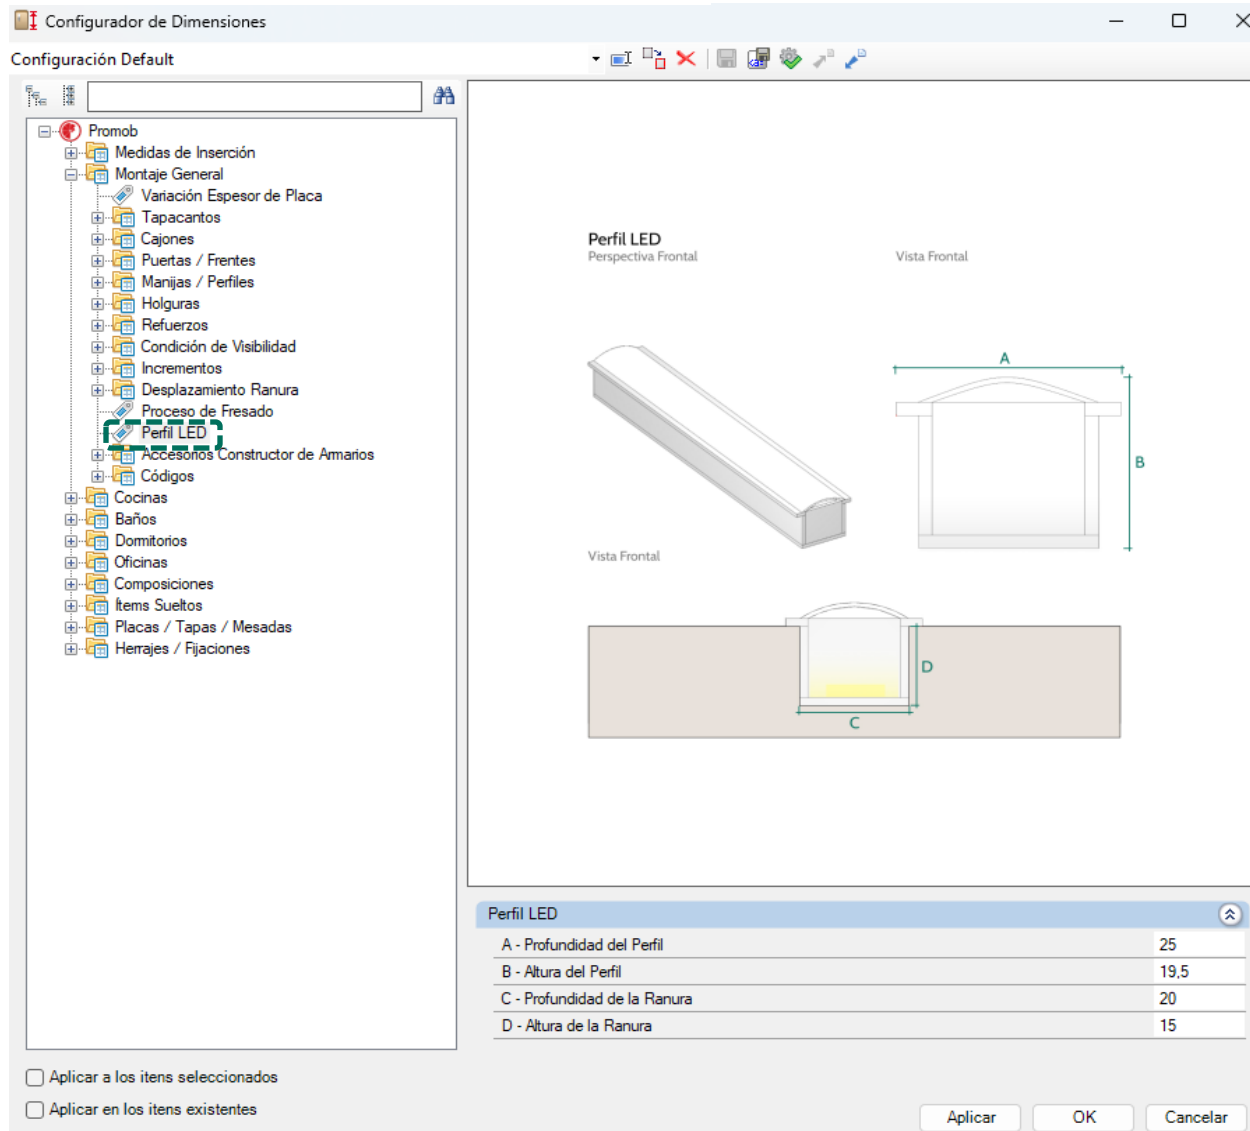 Configurador de Dimensiones
Configuración Default
Promob
Medidas de Inserción
Montaje General
Variación Espesor de Placa
Tapacantos
Cajones
Puertas / Frentes
Manijas / Perfiles
Holguras
Refuerzos
Condición de Visibilidad
Incrementos
Desplazamiento Ranura
Proceso de Fresado
Perfil LED
Accesorios Constructor de Armarios
Códigos
Cocinas
Baños
Dormitorios
Oficinas
Composiciones
Ítems Sueltos
Placas / Tapas / Mesadas
Herrajes / Fijaciones
Perfil LED
Perspectiva Frontal
Vista Frontal
A
B
Vista Frontal
D
C
Perfil LED
A - Profundidad del Perfil 25
B - Altura del Perfil 19,5
C - Profundidad de la Ranura 20
D - Altura de la Ranura 15
Aplicar a los itens seleccionados
Aplicar en los itens existentes
Aplicar OK Cancelar